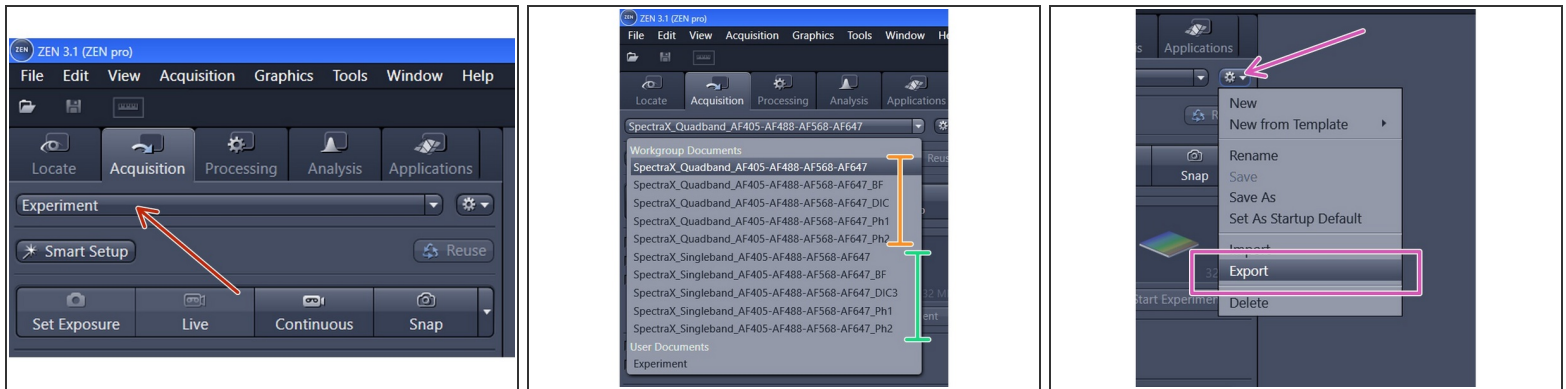 ZEN ZEN 3.1 (ZEN pro)
File Edit View Acquisition Graphics Tools Window Help
Locate Acquisition Processing Analysis Applications
Experiment
Smart Setup Reuse
Set Exposure Live Continuous Snap
ZEN ZEN 3.1 (ZEN pro)
File Edit View Acquisition Graphics Tools Window
Locate Acquisition Processing Analysis Applications
SpectraX_Quadband_AF405-AF488-AF568-AF647
Workgroup Documents
SpectraX_Quadband_AF405-AF488-AF568-AF647
SpectraX_Quadband_AF405-AF488-AF568-AF647_BF
SpectraX_Quadband_AF405-AF488-AF568-AF647_DIC
SpectraX_Quadband_AF405-AF488-AF568-AF647_Ph1
SpectraX_Quadband_AF405-AF488-AF568-AF647_Ph2
SpectraX_Singleband_AF405-AF488-AF568-AF647
SpectraX_Singleband_AF405-AF488-AF568-AF647_BF
SpectraX_Singleband_AF405-AF488-AF568-AF647_DIC3
SpectraX_Singleband_AF405-AF488-AF568-AF647_Ph1
SpectraX_Singleband_AF405-AF488-AF568-AF647_Ph2
User Documents
Experiment
Applications
Snap
New
New from Template
Rename
Save
Save As
Set As Startup Default
Import
Export
Delete